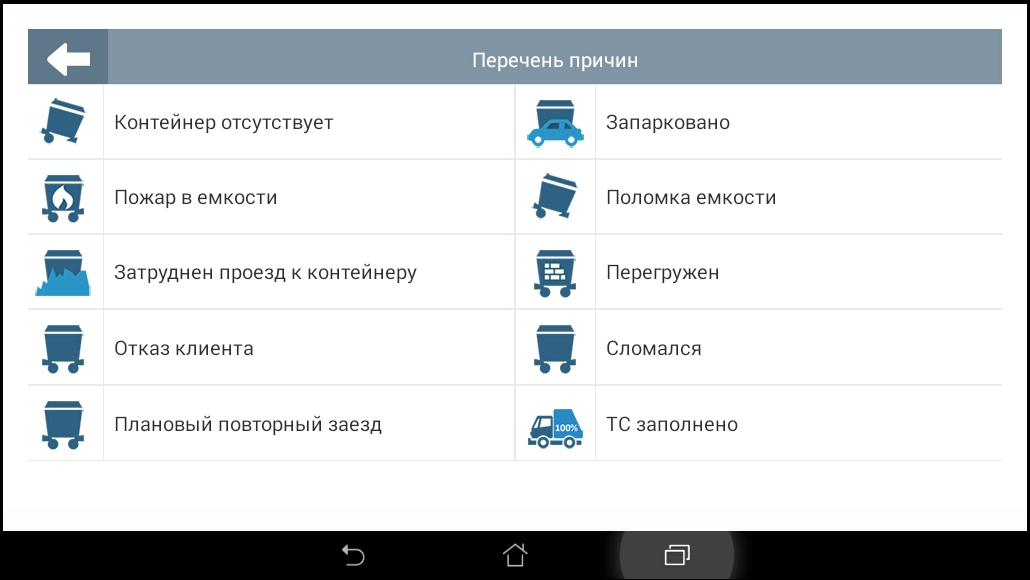 Перечень причин
Контейнер отсутствует
Запарковано
Пожар в емкости
Поломка емкости
Затруднен проезд к контейнеру
Перегружен
Отказ клиента
Сломался
Плановый повторный заезд
100%
ТС заполнено